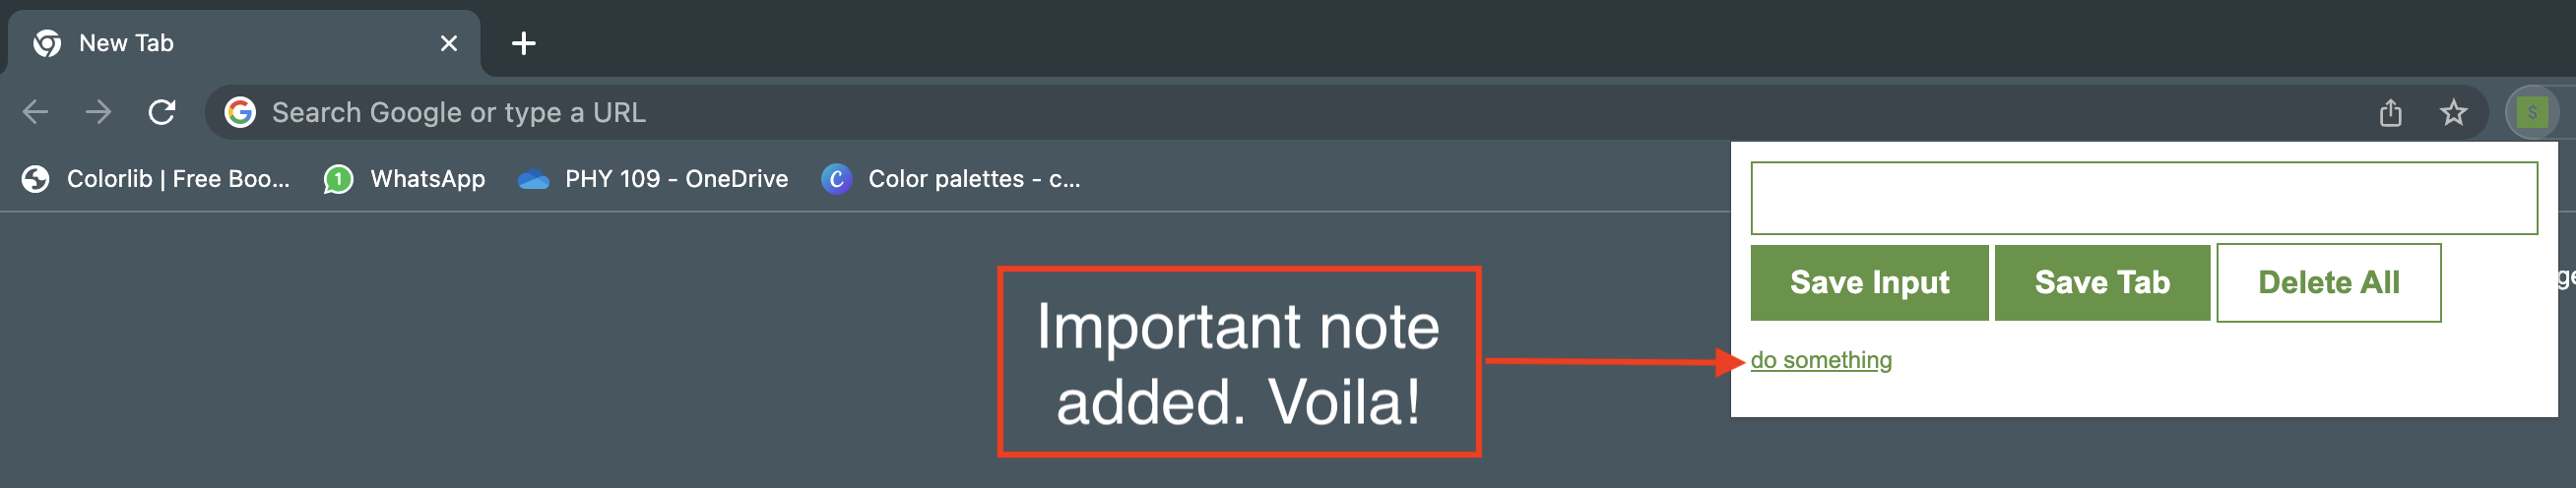 New Tab
Search Google or type a URL
$
Colorlib | Free Boo...
1
WhatsApp
PHY 109 - OneDrive
C
Color palettes - c...
Save Input
Save Tab
Delete All
do something
Important note
added. Voila!